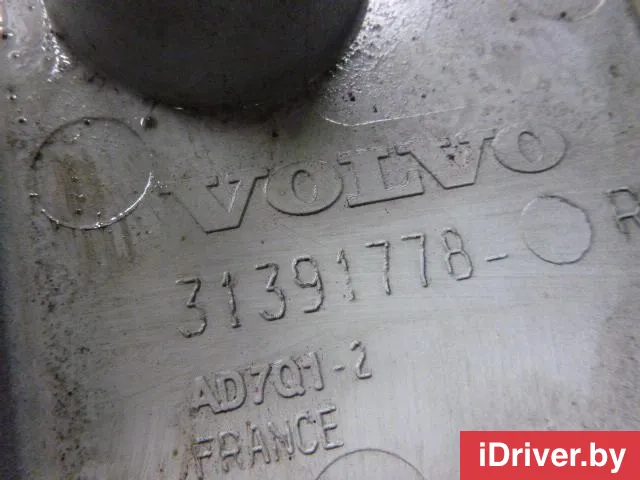 VOLVO
31391778-
R
AD7Q1-2
FRANCE
iDriver.by